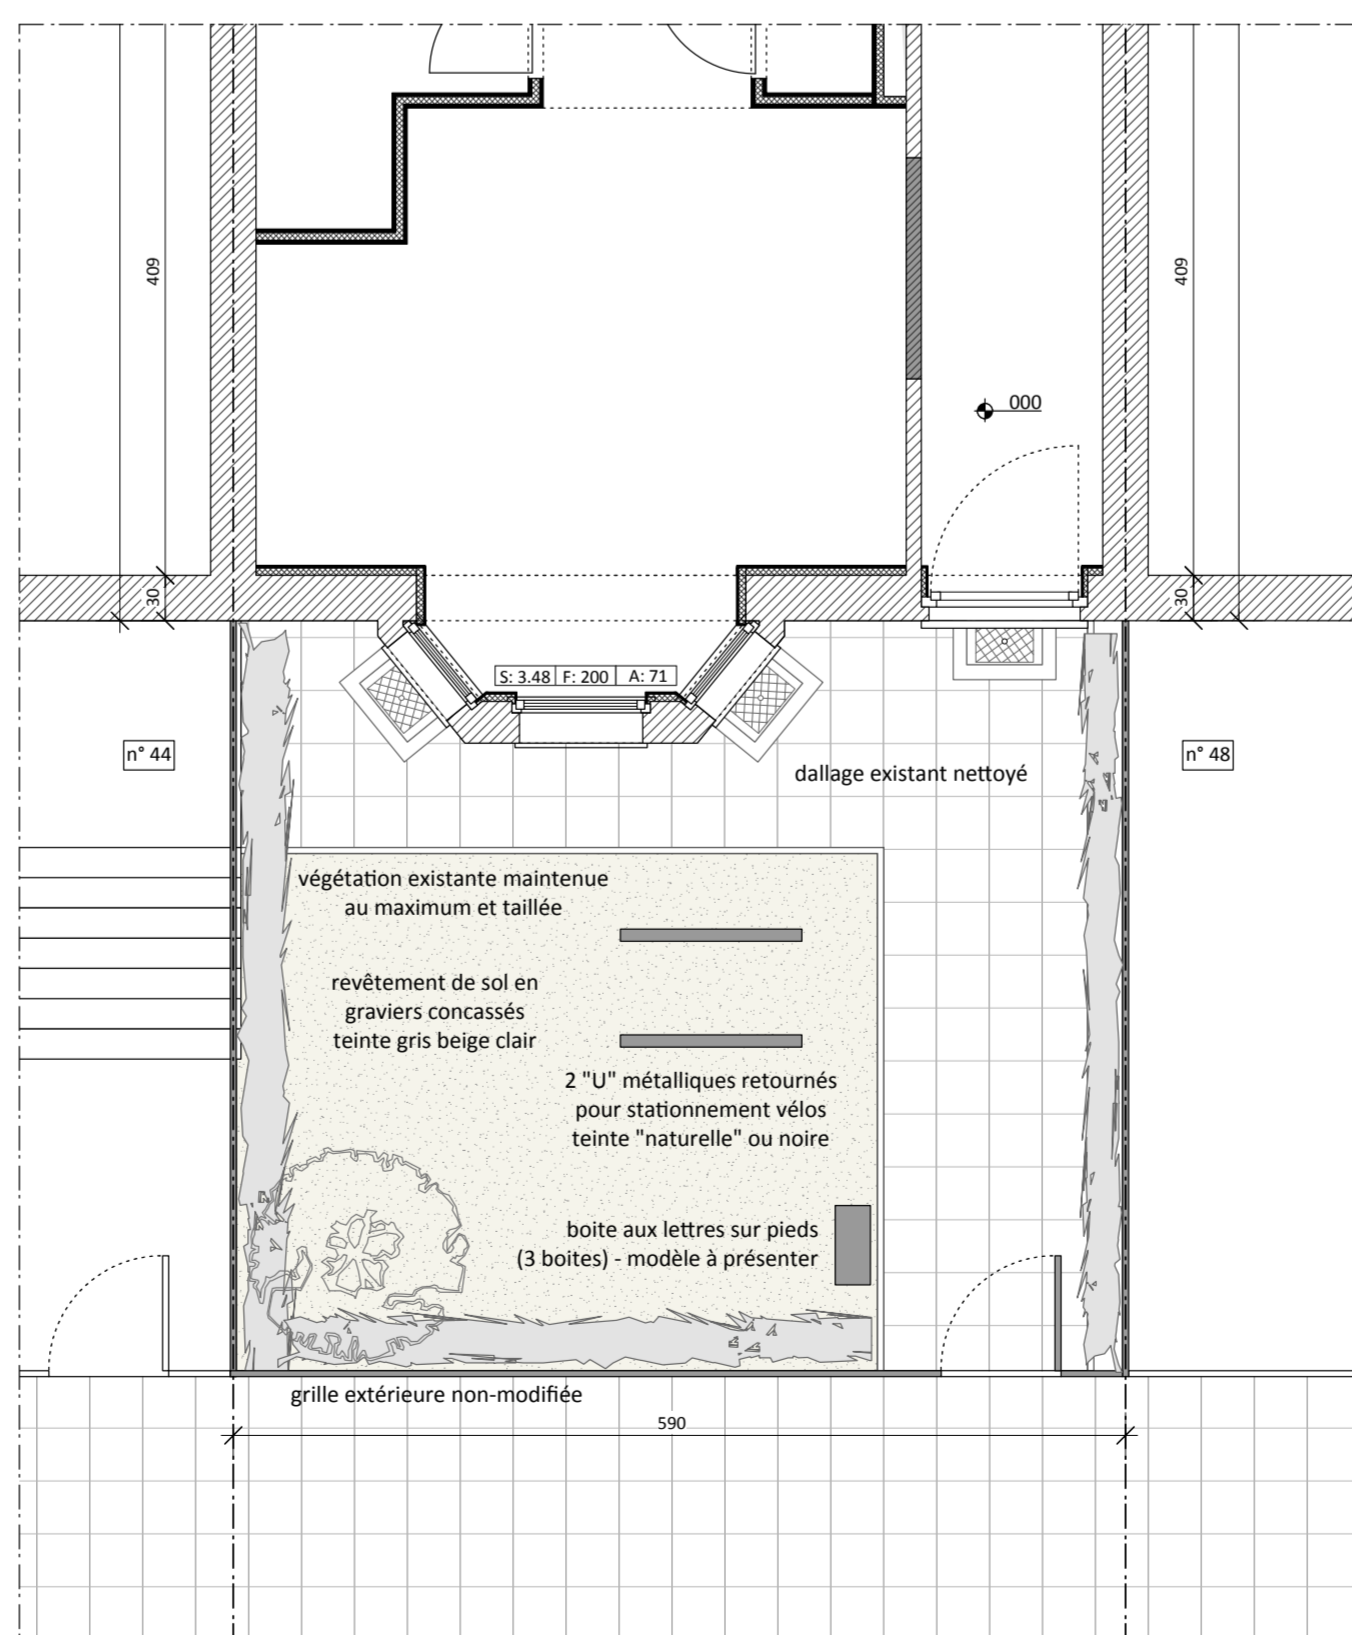 409
409
000
30
30
S: 3.48 F: 200 A: 71
n° 44
n° 48
dallage existant nettoyé
végétation existante maintenue
au maximum et taillée
revêtement de sol en
graviers concassés
teinte gris beige clair
2 "U" métalliques retournés
pour stationnement vélos
teinte "naturelle" ou noire
boite aux lettres sur pieds
(3 boites) - modèle à présenter
grille extérieure non-modifiée
590